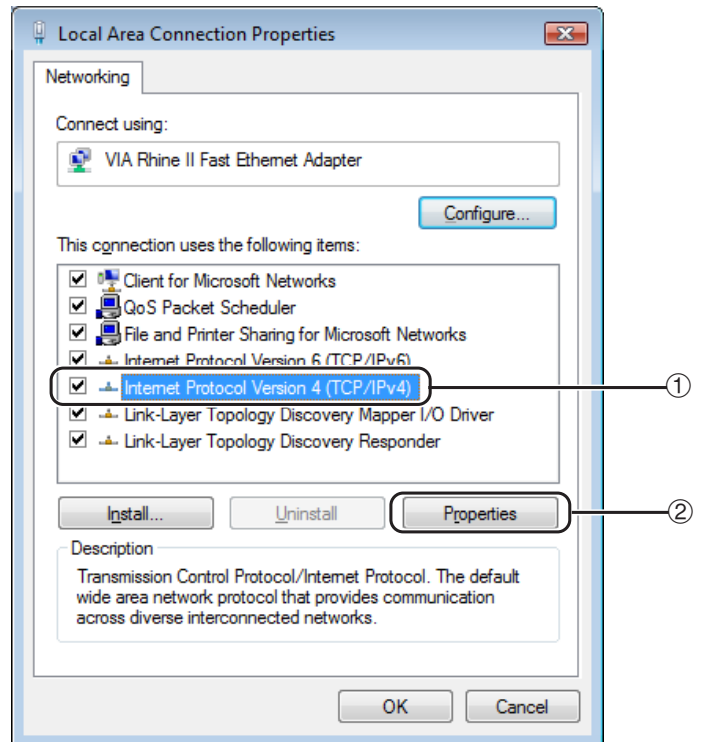 Local Area Connection Properties
Networking
Connect using:
VIA Rhine II Fast Ethernet Adapter
Configure...
This connection uses the following items:
Client for Microsoft Networks
QoS Packet Scheduler
File and Printer Sharing for Microsoft Networks
Internet Protocol Version 6 (TCP/IPv6)
Internet Protocol Version 4 (TCP/IPv4)
①
Link-Layer Topology Discovery Mapper I/O Driver
Link-Layer Topology Discovery Responder
Install...
Uninstall
Properties
②
Description
Transmission Control Protocol/Internet Protocol. The default
wide area network protocol that provides communication
across diverse interconnected networks.
OK
Cancel